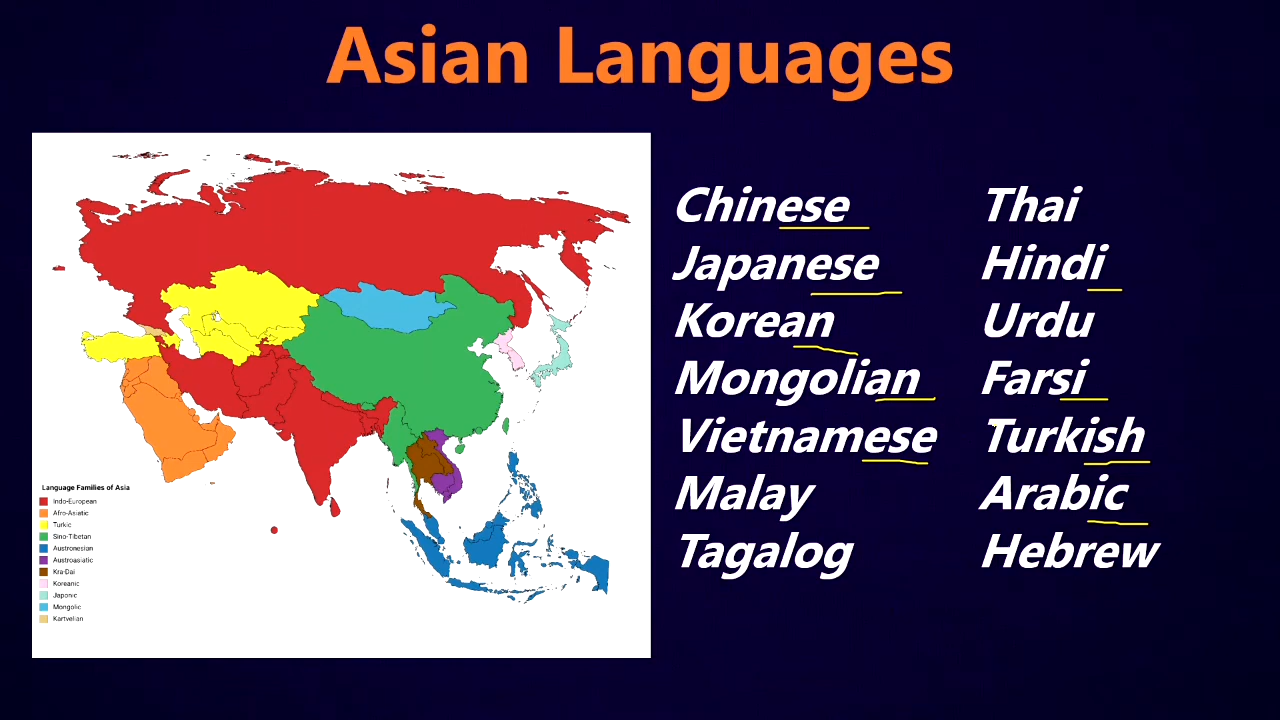 Asian Languages
Language Families of Asia
Indo-European
Afro-Asiatic
Turkic
Sino-Tibetan
Austronesian
Austroasiatic
Kra-Dai
Koreanic
Japonic
Mongolic
Kartvelian
Chinese
Japanese
Korean
Mongolian
Vietnamese
Malay
Tagalog
Thai
Hindi
Urdu
Farsi
Turkish
Arabic
Hebrew